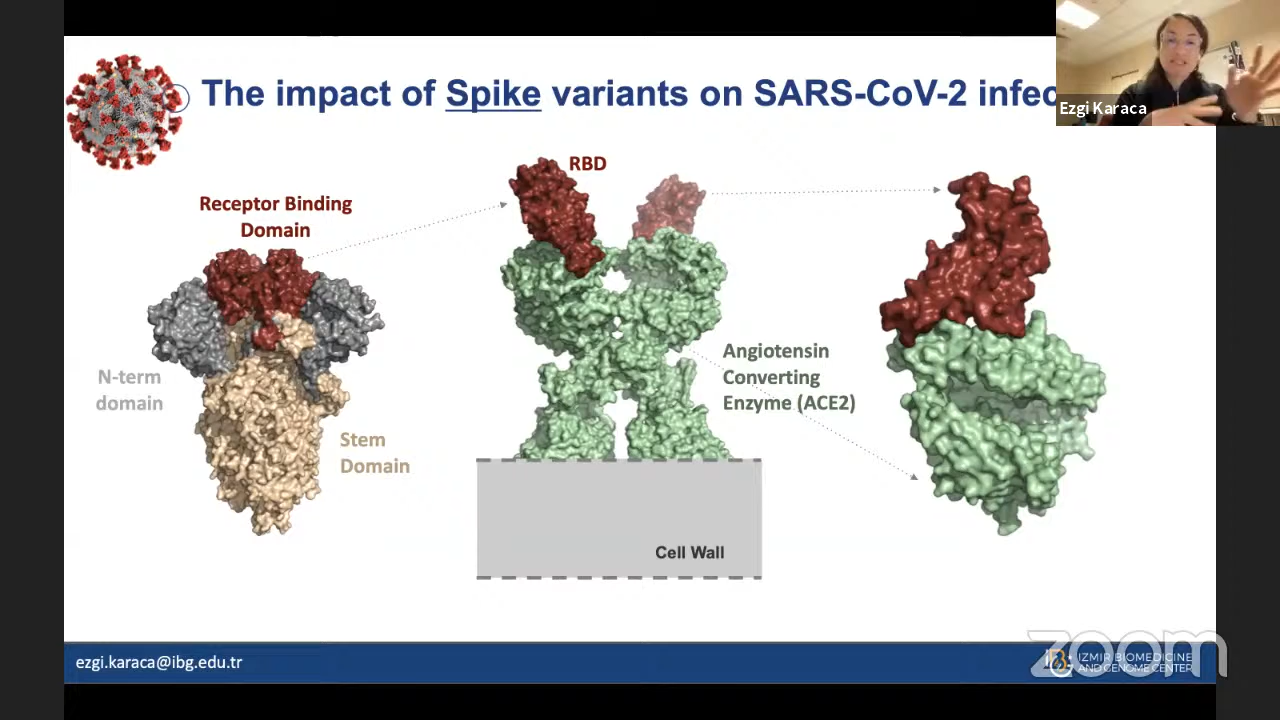 Ezgi Karaca
The impact of Spike variants on SARS-CoV-2 infec
RBD
Receptor Binding
Domain
N-term
domain
Stem
Domain
Angiotensin
Converting
Enzyme (ACE2)
Cell Wall
ezgi.karaca@ibg.edu.tr
IZMIR BIOMEDICINE
AND GENOME CENTER
zoom